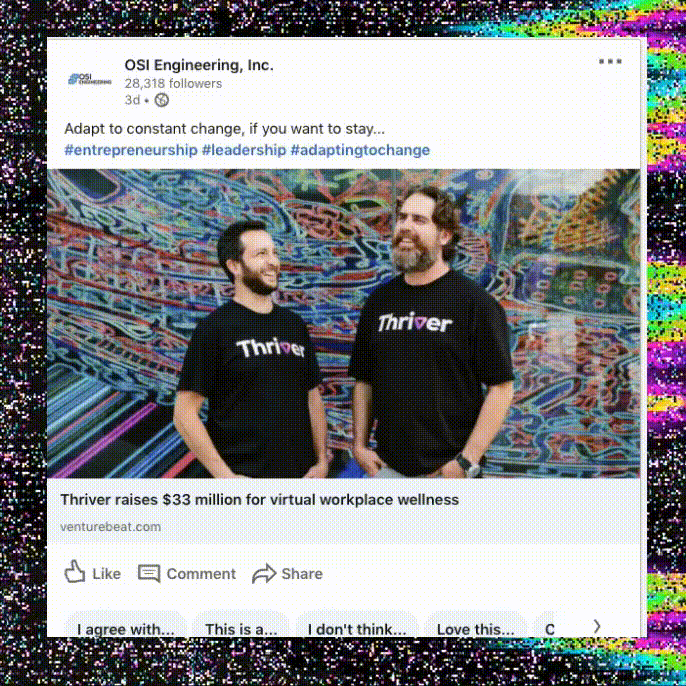 OSI
ENGINEERING
OSI Engineering, Inc.
28,318 followers
3d •
Adapt to constant change, if you want to stay...
#entrepreneurship #leadership #adaptingtochange
Thriver
Thriver
Thriver raises $33 million for virtual workplace wellness
venturebeat.com
Like Comment Share
I agree with... This is a... I don't think... Love this... C